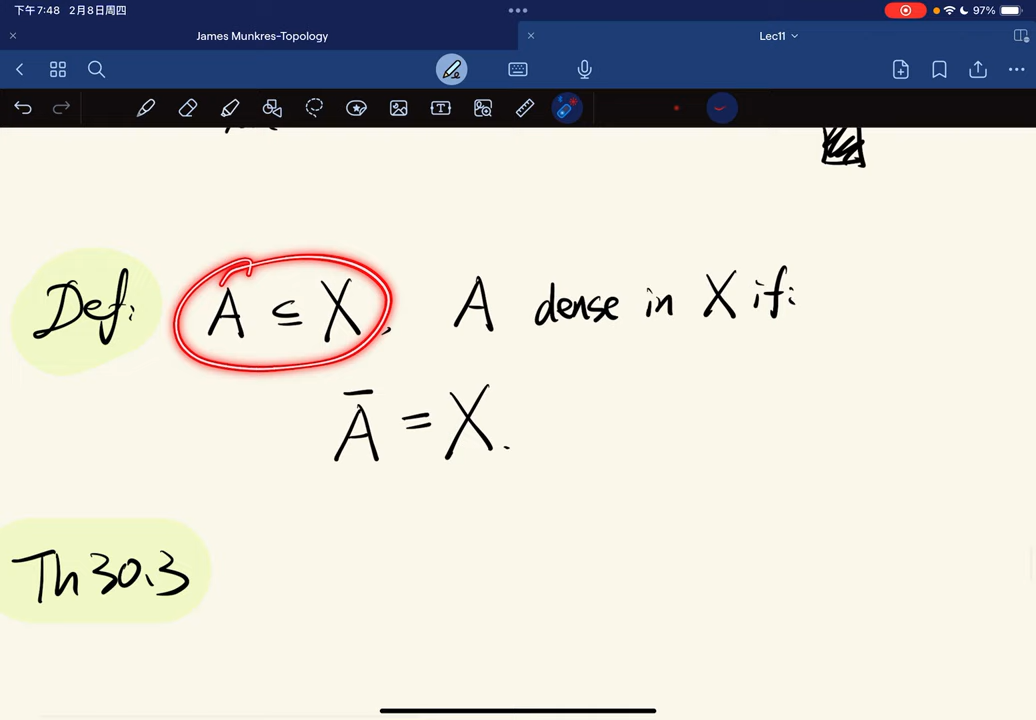 下午7:48 2月8日周四 97%
James Munkres-Topology Lec11
T
Def: A ⊆ X, A dense in X if:
Ā = X.
Th 30.3